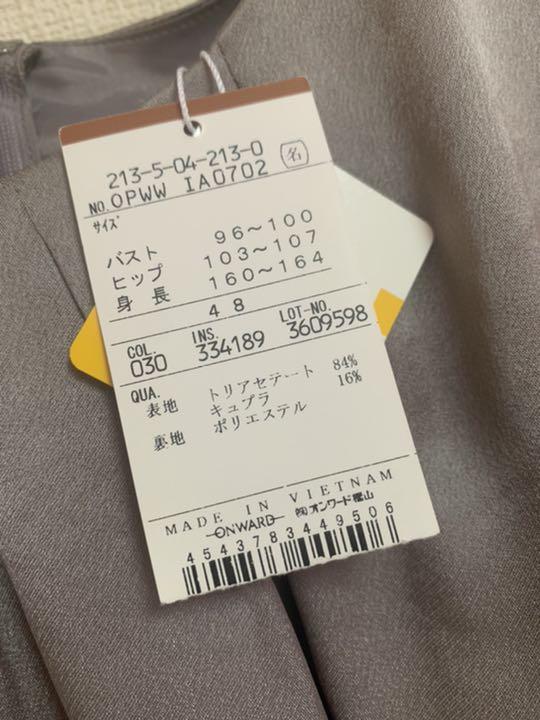 213-5-04-213-0
NO.OPWW IA0702 名
サイズ
バスト 96～100
ヒップ 103～107
身長 160～164
48
COL. INS. LOT-NO.
030 334189 3609598
QUA.
表地 トリアセテート 84%
キュプラ 16%
裏地 ポリエステル
MADE IN VIETNAM
ONWARD ㈱オンワード樫山
4543783449506